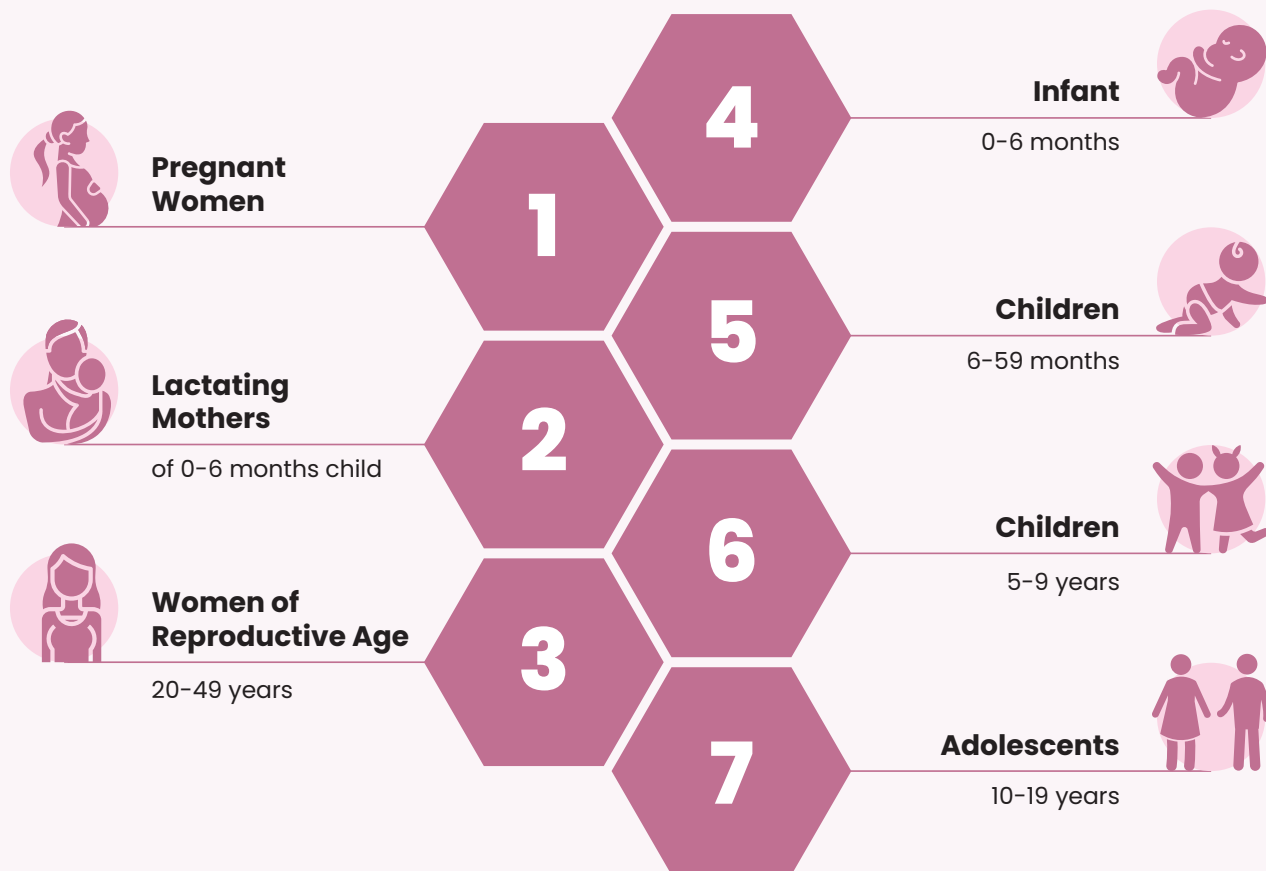 1
Pregnant
Women
2
Lactating
Mothers
of 0-6 months child
3
Women of
Reproductive Age
20-49 years
4
Infant
0-6 months
5
Children
6-59 months
6
Children
5-9 years
7
Adolescents
10-19 years